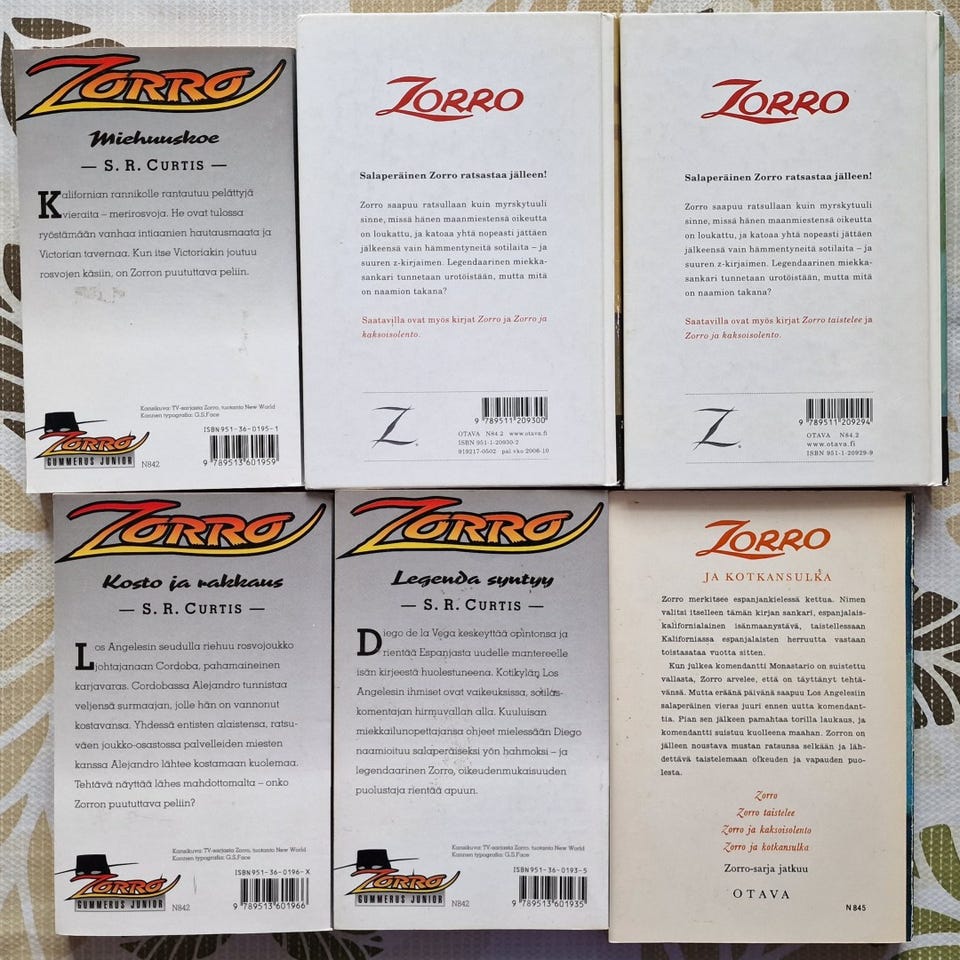 ZORRO
Miehuuskoe
— S. R. CURTIS —
Kalifornian rannikolle rantautuu pelättyjä
vieraita – merirosvoja. He ovat tulossa
ryöstämään vanhaa intiaanien hautausmaata ja
Victorian tavernaa. Kun itse Victoriakin joutuu
rosvojen käsiin, on Zorron puututtava peliin.
Kansikuva: TV-sarjasta Zorro, tuotanto New World
Kannen typografia: G.S.Face
ZORRO
GUMMERUS JUNIOR
N842
ISBN 951-36-0195-1
9 789513 601959
ZORRO
Salaperäinen Zorro ratsastaa jälleen!
Zorro saapuu ratsullaan kuin myrskytuuli
sinne, missä hänen maanmiestensä oikeutta
on loukattu, ja katoaa yhtä nopeasti jättäen
jälkeensä vain hämmentyneitä sotilaita – ja
suuren z-kirjaimen. Legendaarinen miekka-
sankari tunnetaan urotöistään, mutta mitä
on naamion takana?
Saatavilla ovat myös kirjat Zorro ja Zorro ja
kaksoisolento.
Z
9 789511 209300
OTAVA N84.2 www.otava.fi
ISBN 951-1-20930-2
919217-0502 pal.vko 2006-10
ZORRO
Salaperäinen Zorro ratsastaa jälleen!
Zorro saapuu ratsullaan kuin myrskytuuli
sinne, missä hänen maanmiestensä oikeutta
on loukattu, ja katoaa yhtä nopeasti jättäen
jälkeensä vain hämmentyneitä sotilaita – ja
suuren z-kirjaimen. Legendaarinen miekka-
sankari tunnetaan urotöistään, mutta mitä
on naamion takana?
Saatavilla ovat myös kirjat Zorro taistelee ja
Zorro ja kaksoisolento.
Z
9 789511 209294
OTAVA N84.2
www.otava.fi
ISBN 951-1-20929-9
ZORRO
Kosto ja rakkaus
— S. R. CURTIS —
Los Angelesin seudulla riehuu rosvojoukko
johtajanaan Cordoba, pahamaineinen
karjavaras. Cordobassa Alejandro tunnistaa
veljensä surmaajan, jolle hän on vannonut
kostavansa. Yhdessä entisten alaistensa, ratsu-
väen joukko-osastossa palvelleiden miesten
kanssa Alejandro lähtee kostamaan kuolemaa.
Tehtävä näyttää lähes mahdottomalta – onko
Zorron puututtava peliin?
Kansikuva: TV-sarjasta Zorro, tuotanto New World
Kannen typografia: G.S.Face
ZORRO
GUMMERUS JUNIOR
N842
ISBN 951-36-0196-X
9 789513 601966
ZORRO
Legenda syntyy
— S. R. CURTIS —
Diego de la Vega keskeyttää opintonsa ja
rientää Espanjasta uudelle mantereelle
isän kirjeestä huolestuneena. Kotikylän Los
Angelesin ihmiset ovat vaikeuksissa, sotilas-
komentajan hirmuvallan alla. Kuuluisan
miekkailunopettajansa ohjeet mielessään Diego
naamioituu salaperäiseksi yön hahmoksi – ja
legendaarinen Zorro, oikeudenmukaisuuden
puolustaja rientää apuun.
Kansikuva: TV-sarjasta Zorro, tuotanto New World
Kannen typografia: G.S.Face
ZORRO
GUMMERUS JUNIOR
N842
ISBN 951-36-0193-5
9 789513 601935
ZORRO
JA KOTKANSULKA
Zorro merkitsee espanjankielessä kettua. Nimen
valitsi itselleen tämän kirjan sankari, espanjalais-
kalifornialainen isänmaanystävä, taistellessaan
Kaliforniassa espanjalaisten herruutta vastaan
toistasataa vuotta sitten.
Kun julkea komendantti Monastario on suistettu
vallasta, Zorro arvelee, että on täyttänyt tehtä-
vänsä. Mutta eräänä päivänä saapuu Los Angelesiin
salaperäinen vieras juuri ennen uutta komendant-
tia. Pian sen jälkeen pamahtaa torilla laukaus, ja
komendantti suistuu kuolleena maahan. Zorron on
jälleen noustava mustan ratsunsa selkään ja läh-
dettävä taistelemaan oikeuden ja vapauden puo-
lesta.
Zorro
Zorro taistelee
Zorro ja kaksoisolento
Zorro ja kotkansulka
Zorro-sarja jatkuu
OTAVA
N 845